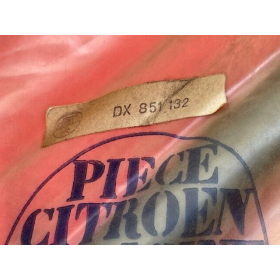 DX 851 132
PIECE
CITROEN